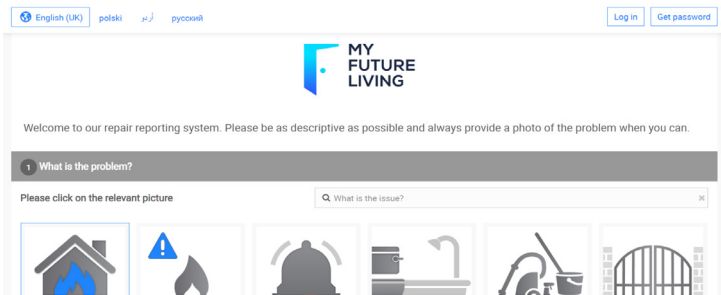 English (UK) polski اُردُو русский Log in Get password
MY
FUTURE
LIVING
Welcome to our repair reporting system. Please be as descriptive as possible and always provide a photo of the problem when you can.
1 What is the problem?
Please click on the relevant picture What is the issue?